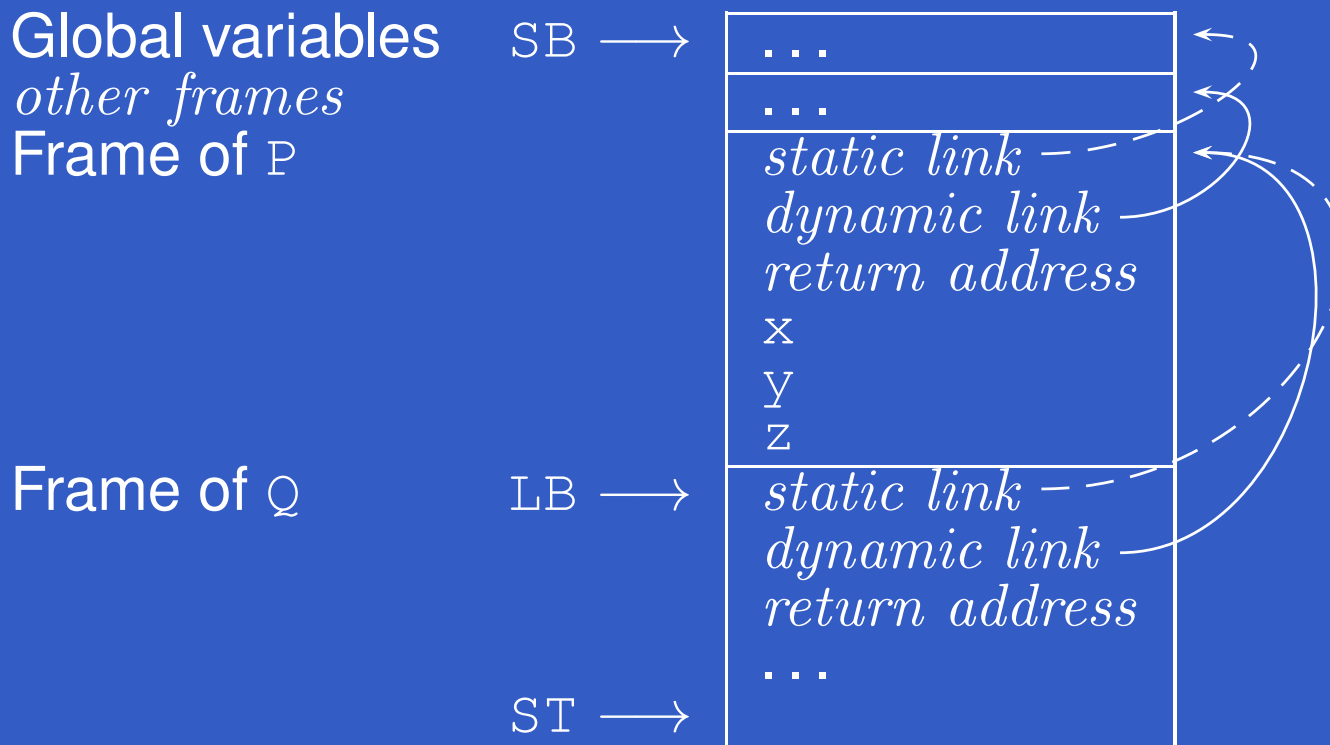 Global variables SB ...
other frames ...
Frame of P static link
dynamic link
return address
x
y
z
Frame of Q LB static link
dynamic link
return address
...
ST